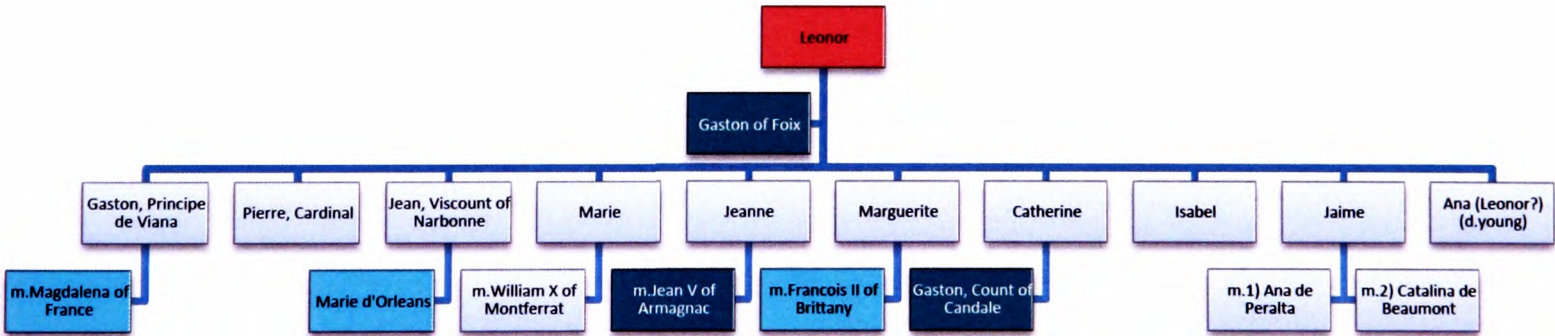 Leonor
Gaston of Foix
Gaston, Principe
de Viana
Pierre, Cardinal
Jean, Viscount of
Narbonne
Marie
Jeanne
Marguerite
Catherine
Isabel
Jaime
Ana (Leonor?)
(d.young)
m.Magdalena of
France
Marie d'Orleans
m.William X of
Montferrat
m.Jean V of
Armagnac
m.Francois II of
Brittany
Gaston, Count of
Candale
m.1) Ana de
Peralta
m.2) Catalina de
Beaumont